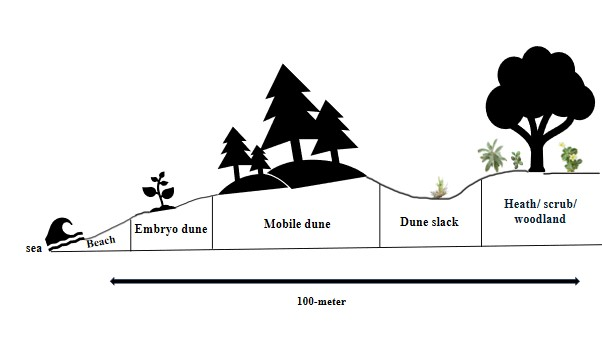 sea
Beach
Embryo dune
Mobile dune
Dune slack
Heath/ scrub/
woodland
100-meter